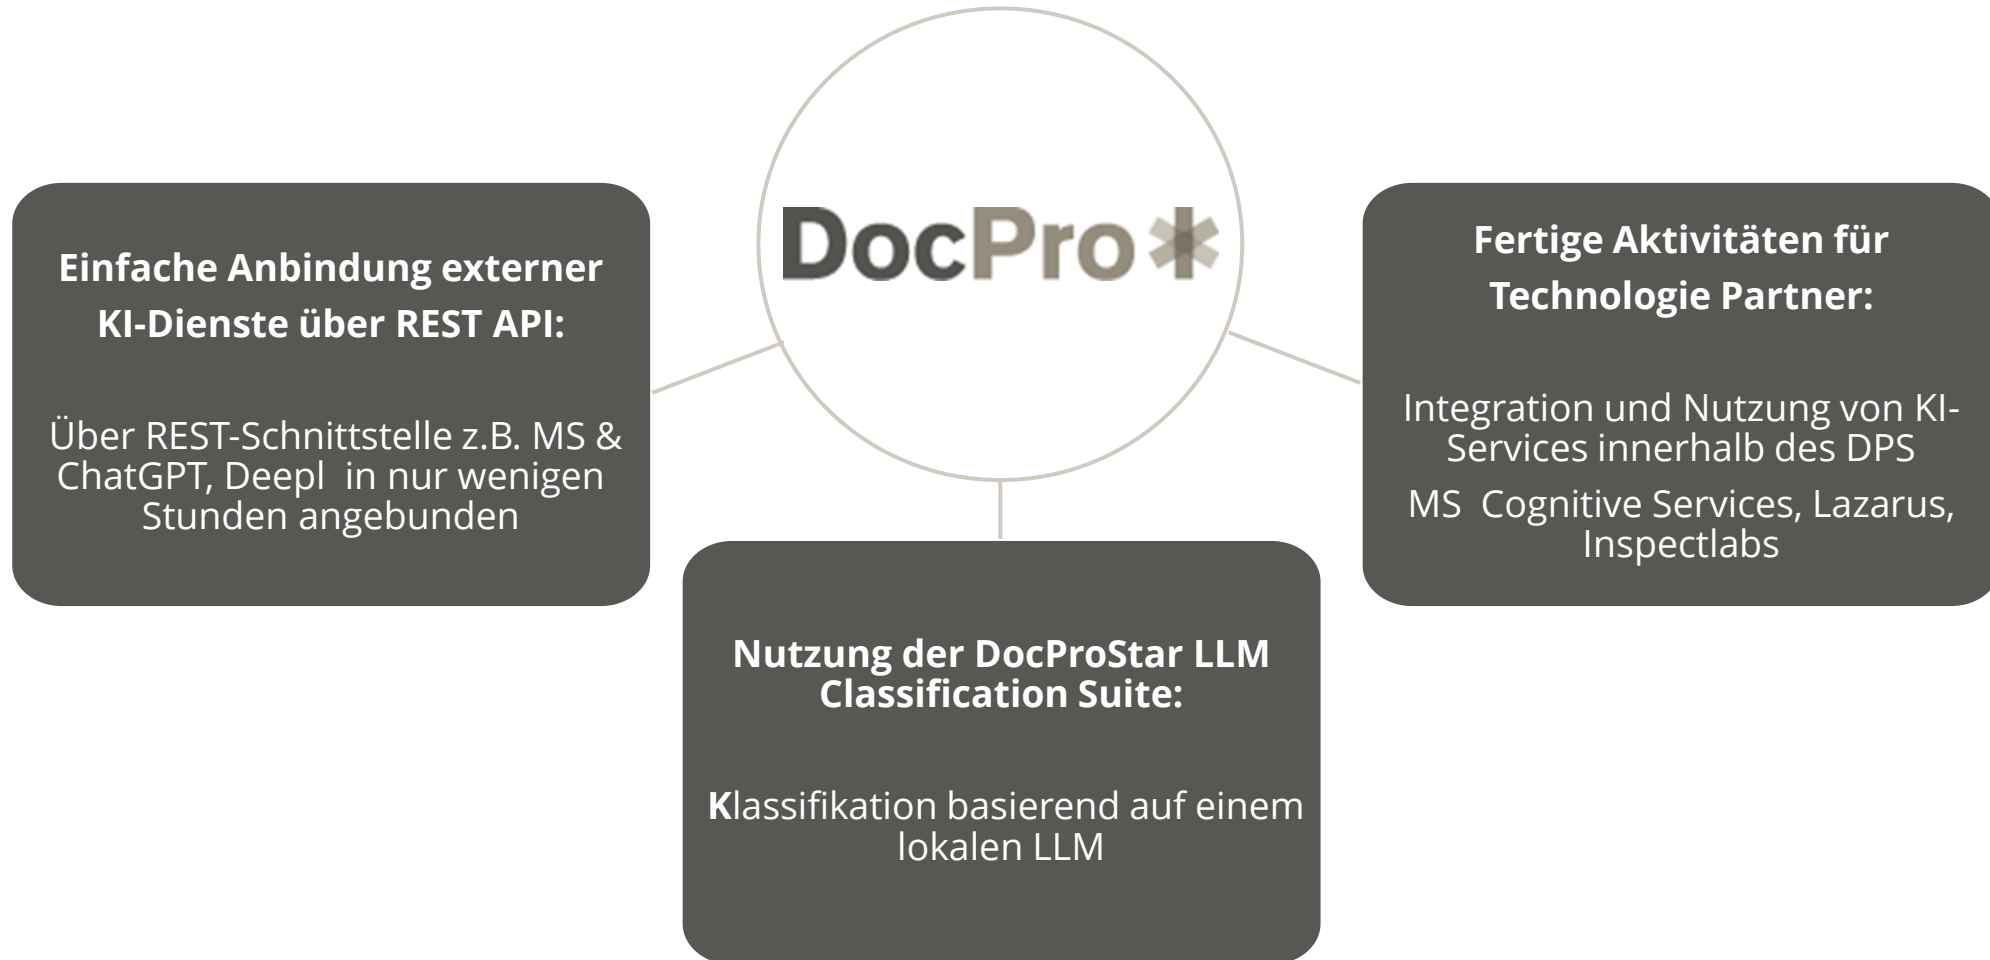 DocPro*
Einfache Anbindung externer
KI-Dienste über REST API:
Über REST-Schnittstelle z.B. MS &
ChatGPT, Deepl  in nur wenigen
Stunden angebunden
Nutzung der DocProStar LLM
Classification Suite:
Klassifikation basierend auf einem
lokalen LLM
Fertige Aktivitäten für
Technologie Partner:
Integration und Nutzung von KI-
Services innerhalb des DPS
MS  Cognitive Services, Lazarus,
Inspectlabs